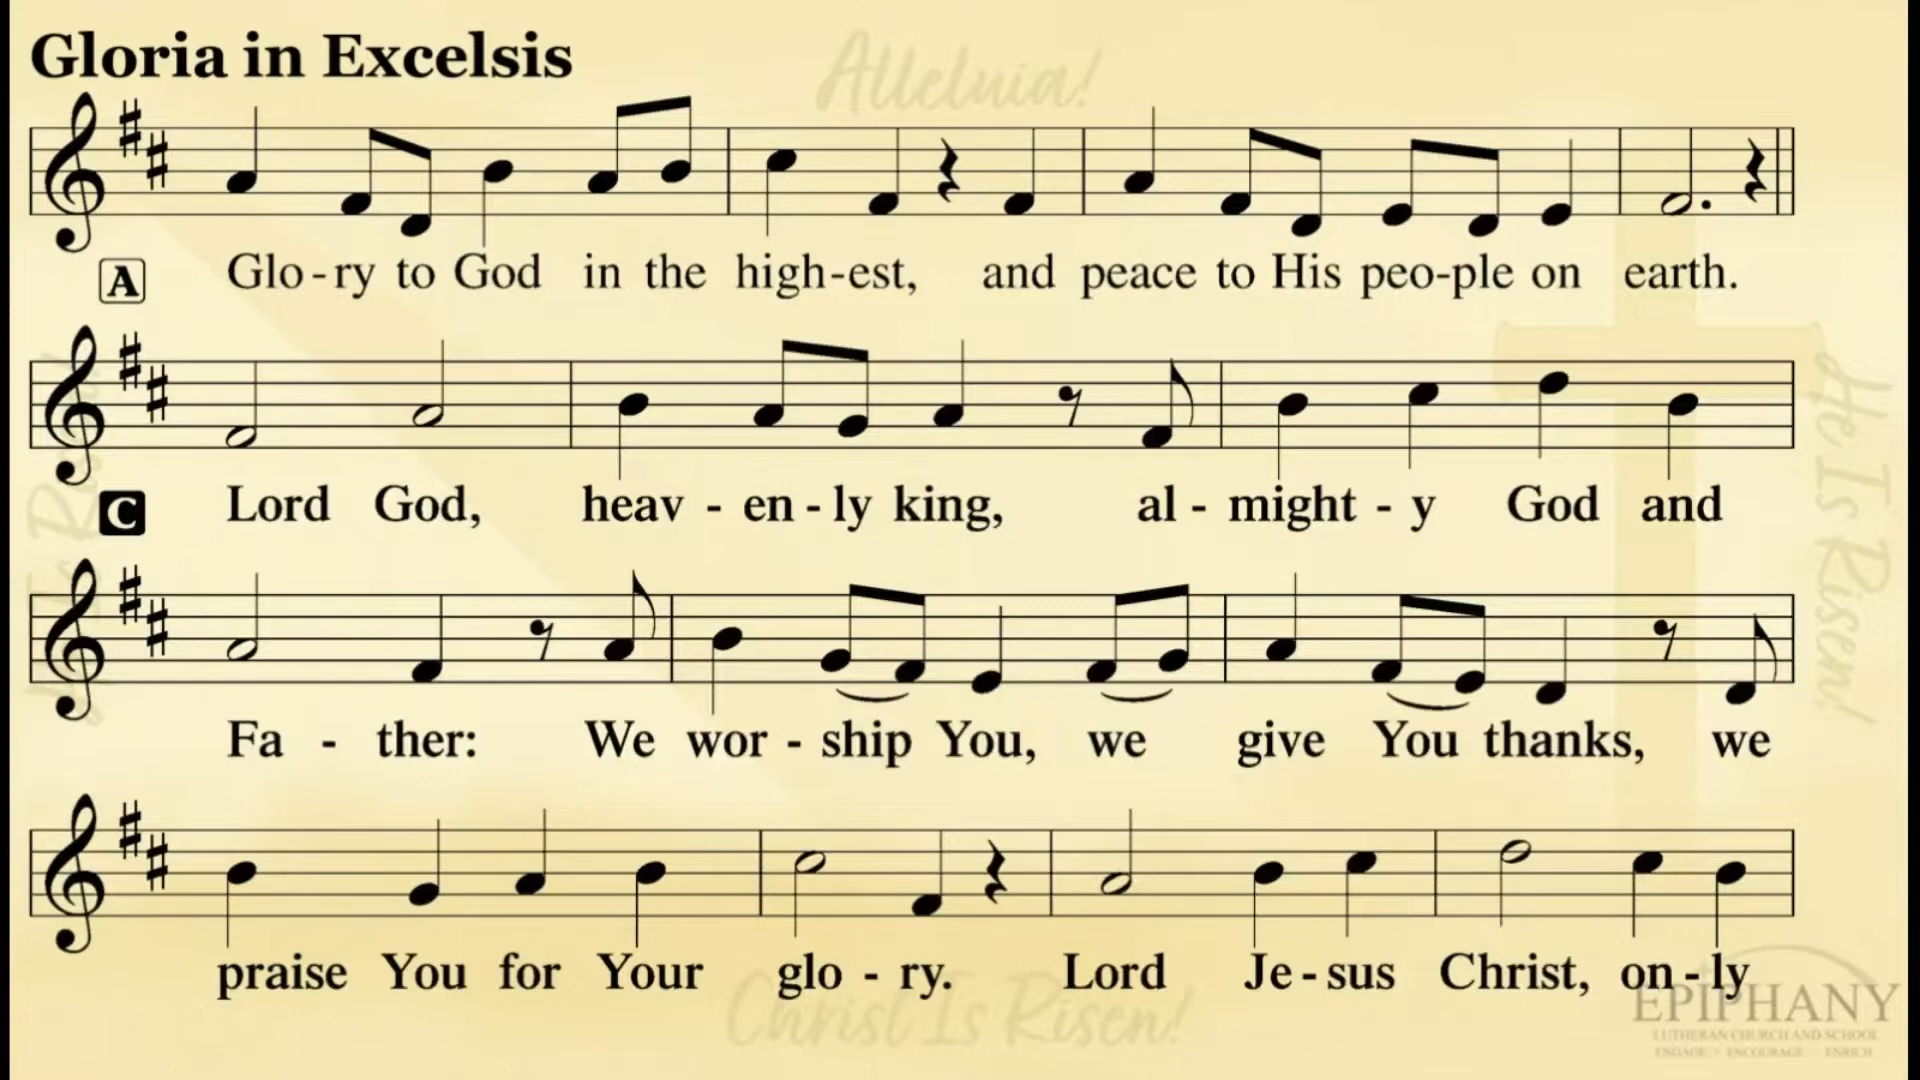 Gloria in Excelsis
Alleluia!
A Glo - ry to God in the high - est, and peace to His peo - ple on earth.
C Lord God, heav - en - ly king, al - might - y God and
He Is Risen!
Fa - ther: We wor - ship You, we give You thanks, we
praise You for Your glo - ry. Lord Je - sus Christ, on - ly
Christ Is Risen!
EPIPHANY
LUTHERAN CHURCH AND SCHOOL
ENGAGE · ENCOURAGE · ENRICH